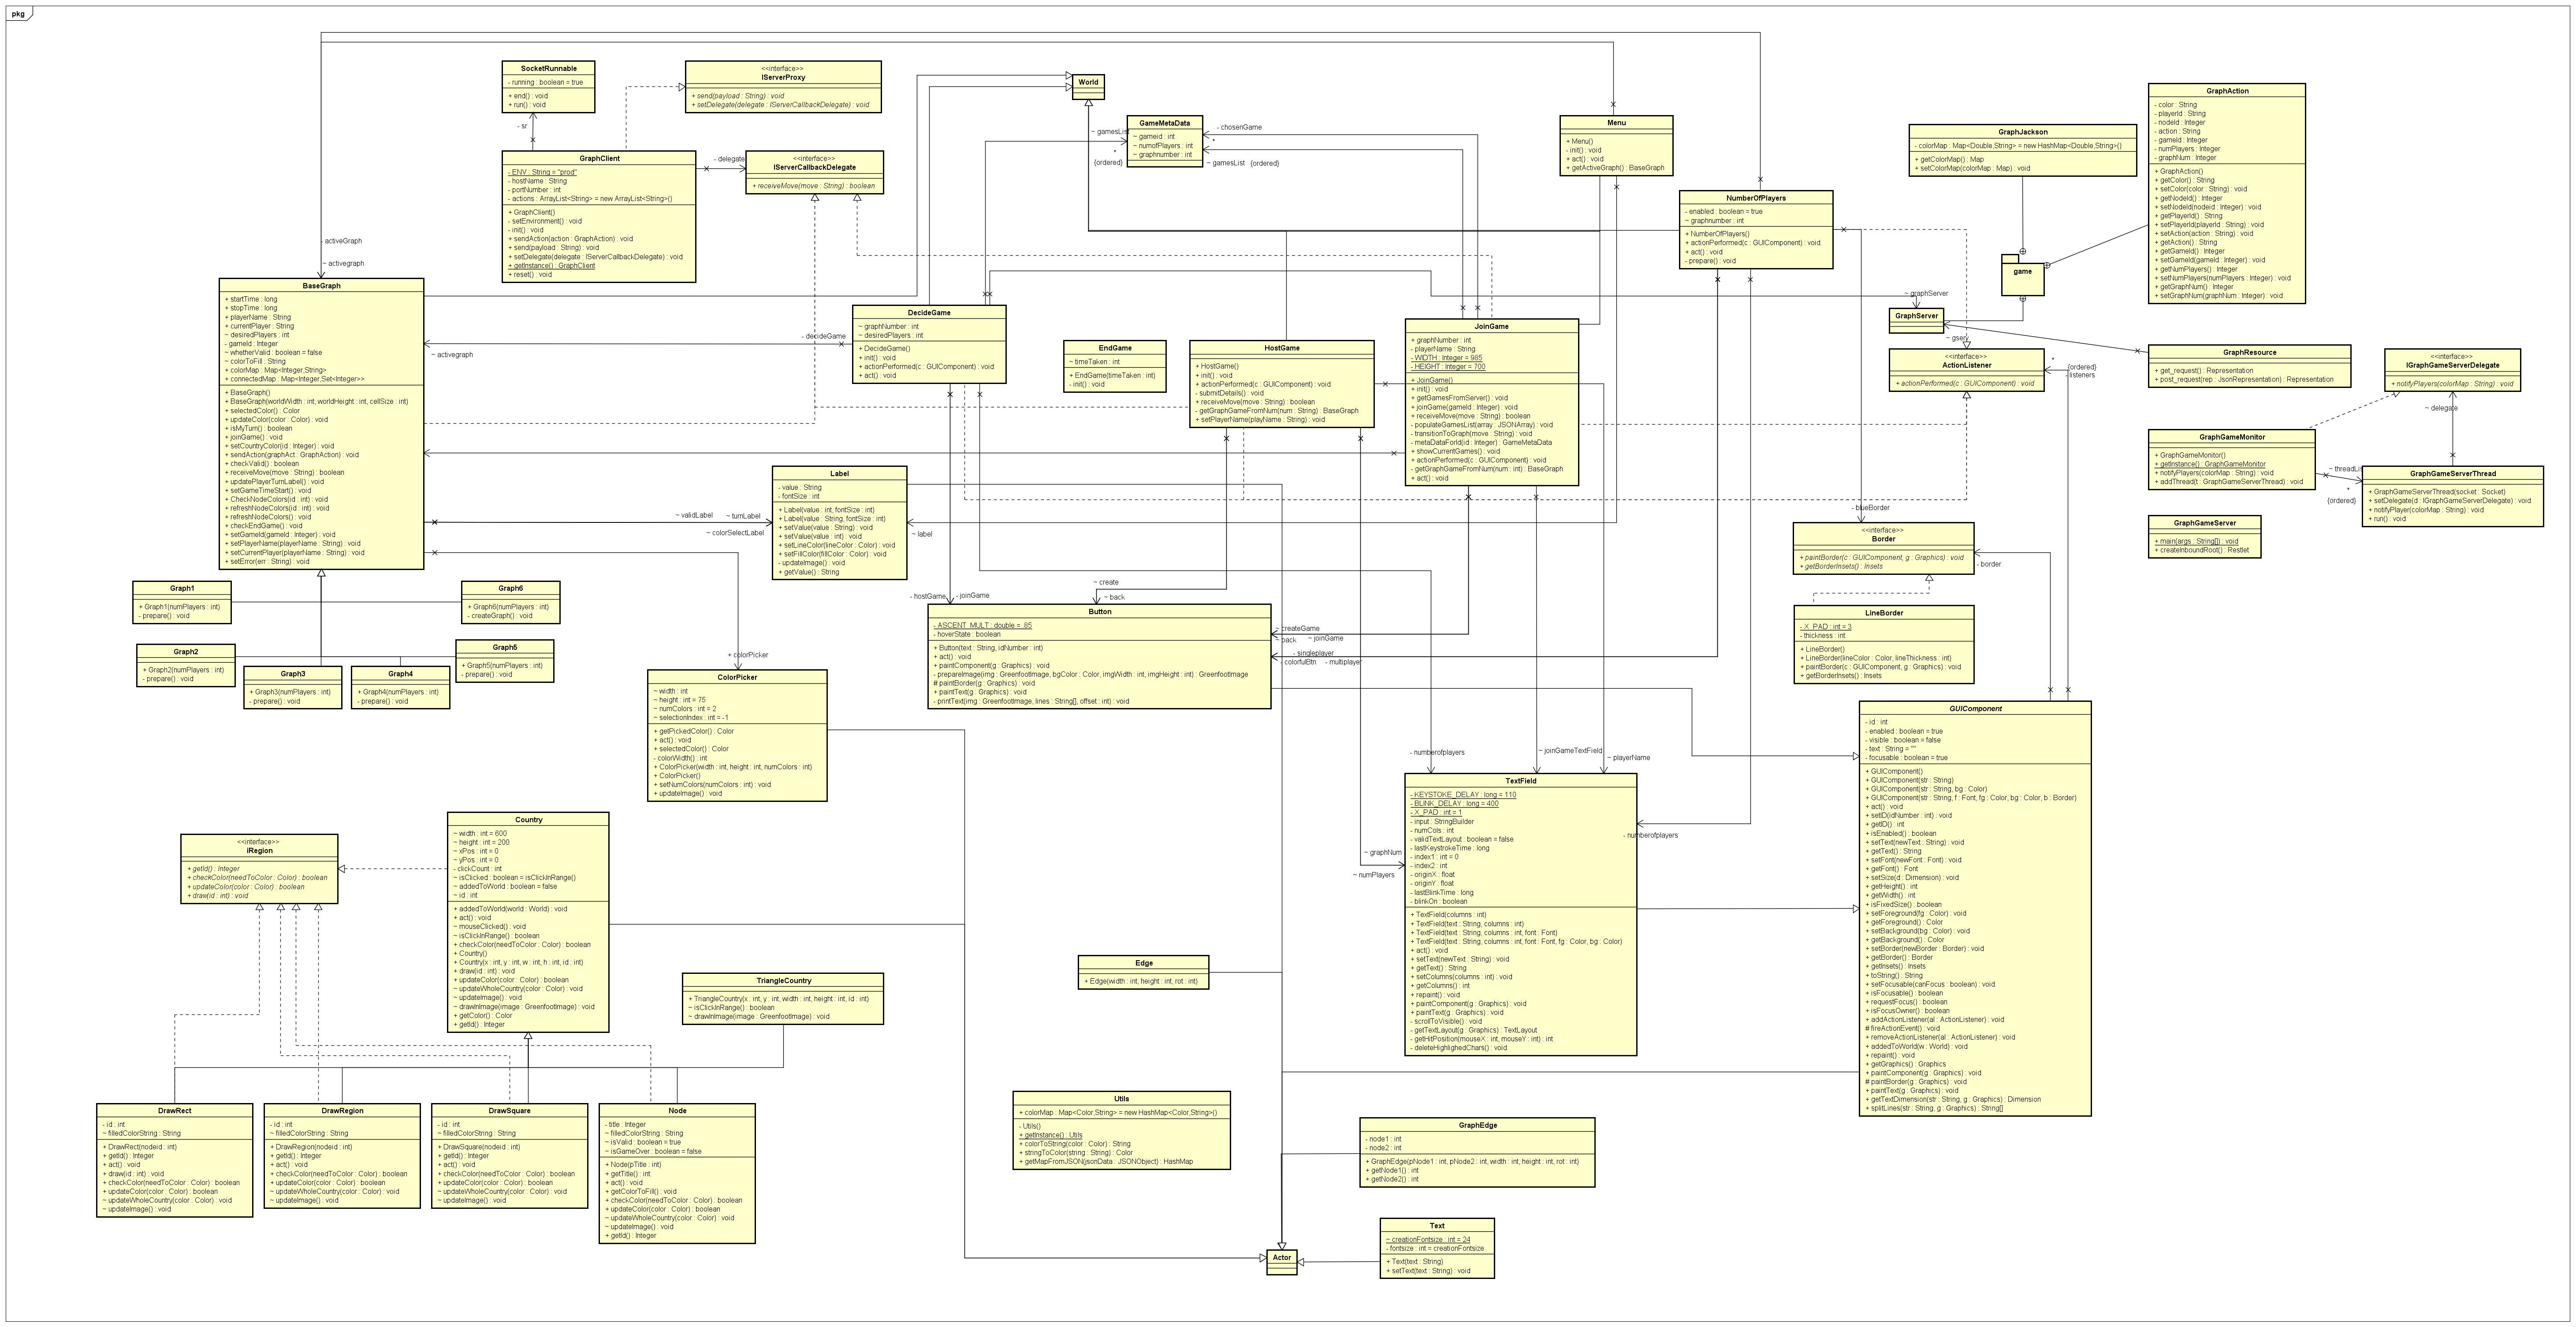 pkg
SocketRunnable
- running : boolean = true
+ end() : void
+ run() : void
<<interface>>
IServerProxy
+ send(payload : String) : void
+ setDelegate(delegate : IServerCallbackDelegate) : void
World
GameMetaData
~ gameid : int
~ numofPlayers : int
~ graphnumber : int
Menu
+ Menu()
- init() : void
+ act() : void
+ getActiveGraph() : BaseGraph
GraphJackson
- colorMap : Map<Double,String> = new HashMap<Double,String>()
+ getColorMap() : Map
+ setColorMap(colorMap : Map) : void
GraphAction
- color : String
- playerId : String
- nodeId : Integer
- action : String
- gameId : Integer
- numPlayers : Integer
- graphNum : Integer
+ GraphAction()
+ getColor() : String
+ setColor(color : String) : void
+ getNodeId() : Integer
+ setNodeId(nodeid : Integer) : void
+ getPlayerId() : String
+ setPlayerId(playerId : String) : void
+ setAction(action : String) : void
+ getAction() : String
+ getGameId() : Integer
+ setGameId(gameId : Integer) : void
+ getNumPlayers() : Integer
+ setNumPlayers(numPlayers : Integer) : void
+ getGraphNum() : Integer
+ setGraphNum(graphNum : Integer) : void
- sr
~ gamesList
*
{ordered}
- chosenGame
*
~ gamesList {ordered}
GraphClient
- ENV : String = "prod"
- hostName : String
- portNumber : int
- actions : ArrayList<String> = new ArrayList<String>()
+ GraphClient()
- setEnvironment() : void
- init() : void
+ sendAction(action : GraphAction) : void
+ send(payload : String) : void
+ setDelegate(delegate : IServerCallbackDelegate) : void
+ getInstance() : GraphClient
+ reset() : void
- delegate
<<interface>>
IServerCallbackDelegate
+ receiveMove(move : String) : boolean
NumberOfPlayers
- enabled : boolean = true
~ graphnumber : int
+ NumberOfPlayers()
+ actionPerformed(c : GUIComponent) : void
+ act() : void
- prepare() : void
- activeGraph
~ activegraph
game
BaseGraph
+ startTime : long
+ stopTime : long
+ playerName : String
+ currentPlayer : String
~ desiredPlayers : int
- gameId : Integer
~ whetherValid : boolean = false
~ colorToFill : String
+ colorMap : Map<Integer,String>
+ connectedMap : Map<Integer,Set<Integer>>
+ BaseGraph()
+ BaseGraph(worldWidth : int, worldHeight : int, cellSize : int)
+ selectedColor() : Color
+ updateColor(color : Color) : void
+ isMyTurn() : boolean
+ joinGame() : void
+ setCountryColor(id : Integer) : void
+ sendAction(graphAct : GraphAction) : void
+ checkValid() : boolean
+ receiveMove(move : String) : boolean
+ updatePlayerTurnLabel() : void
+ setGameTimeStart() : void
+ CheckNodeColors(id : int) : void
+ refreshNodeColors(id : int) : void
+ refreshNodeColors() : void
+ checkEndGame() : void
+ setGameId(gameId : Integer) : void
+ setPlayerName(playerName : String) : void
+ setCurrentPlayer(playerName : String) : void
+ setError(err : String) : void
~ graphServer
GraphServer
~ gserv
DecideGame
~ graphNumber : int
~ desiredPlayers : int
+ DecideGame()
+ init() : void
+ actionPerformed(c : GUIComponent) : void
+ act() : void
- decideGame
~ activegraph
EndGame
~ timeTaken : int
+ EndGame(timeTaken : int)
- init() : void
HostGame
+ HostGame()
+ init() : void
+ actionPerformed(c : GUIComponent) : void
- submitDetails() : void
+ receiveMove(move : String) : boolean
- getGraphGameFromNum(num : String) : BaseGraph
+ setPlayerName(playName : String) : void
JoinGame
+ graphNumber : int
- playerName : String
- WIDTH : Integer = 985
- HEIGHT : Integer = 700
+ JoinGame()
+ init() : void
+ getGamesFromServer() : void
+ joinGame(gameId : Integer) : void
+ receiveMove(move : String) : boolean
- populateGamesList(array : JSONArray) : void
- transitionToGraph(move : String) : void
- metaDataForId(id : Integer) : GameMetaData
+ showCurrentGames() : void
+ actionPerformed(c : GUIComponent) : void
- getGraphGameFromNum(num : int) : BaseGraph
+ act() : void
<<interface>>
ActionListener
+ actionPerformed(c : GUIComponent) : void
*
{ordered}
- listeners
GraphResource
+ get_request() : Representation
+ post_request(rep : JsonRepresentation) : Representation
<<interface>>
IGraphGameServerDelegate
+ notifyPlayers(colorMap : String) : void
~ delegate
GraphGameMonitor
+ GraphGameMonitor()
+ getInstance() : GraphGameMonitor
+ notifyPlayers(colorMap : String) : void
+ addThread(t : GraphGameServerThread) : void
*
{ordered}
GraphGameServerThread
+ GraphGameServerThread(socket : Socket)
+ setDelegate(d : IGraphGameServerDelegate) : void
+ notifyPlayer(colorMap : String) : void
+ run() : void
GraphGameServer
+ main(args : String[]) : void
+ createInboundRoot() : Restlet
Label
- value : String
- fontSize : int
+ Label(value : int, fontSize : int)
+ Label(value : String, fontSize : int)
+ setValue(value : String) : void
+ setValue(value : int) : void
+ setLineColor(lineColor : Color) : void
+ setFillColor(fillColor : Color) : void
- updateImage() : void
+ getValue() : String
~ validLabel ~ turnLabel
~ colorSelectLabel
~ label
- blueBorder
<<interface>>
Border
+ paintBorder(c : GUIComponent, g : Graphics) : void
+ getBorderInsets() : Insets
- border
Graph1
+ Graph1(numPlayers : int)
- prepare() : void
Graph6
+ Graph6(numPlayers : int)
- createGraph() : void
Graph2
+ Graph2(numPlayers : int)
- prepare() : void
Graph5
+ Graph5(numPlayers : int)
- prepare() : void
Graph3
+ Graph3(numPlayers : int)
- prepare() : void
Graph4
+ Graph4(numPlayers : int)
- prepare() : void
- hostGame - joinGame
~ create
~ back
Button
- ASCENT_MULT : double = .85
- hoverState : boolean
+ Button(text : String, idNumber : int)
+ act() : void
+ paintComponent(g : Graphics) : void
- prepareImage(img : GreenfootImage, bgColor : Color, imgWidth : int, imgHeight : int) : GreenfootImage
# paintBorder(g : Graphics) : void
+ paintText(g : Graphics) : void
- printText(img : GreenfootImage, lines : String[], offset : int) : void
~ createGame
~ back ~ joinGame
- singleplayer
- colorfulBtn - multiplayer
LineBorder
- X_PAD : int = 3
- thickness : int
+ LineBorder()
+ LineBorder(lineColor : Color, lineThickness : int)
+ paintBorder(c : GUIComponent, g : Graphics) : void
+ getBorderInsets() : Insets
+ colorPicker
ColorPicker
~ width : int
~ height : int = 75
~ numColors : int = 2
~ selectionIndex : int = -1
+ getPickedColor() : Color
+ act() : void
+ selectedColor() : Color
- colorWidth() : int
+ ColorPicker(width : int, height : int, numColors : int)
+ ColorPicker()
+ setNumColors(numColors : int) : void
+ updateImage() : void
- numberofplayers
~ joinGameTextField
~ playerName
- numberofplayers
~ graphNum
~ numPlayers
TextField
- KEYSTOKE_DELAY : long = 110
- BLINK_DELAY : long = 400
- X_PAD : int = 1
- input : StringBuilder
- numCols : int
- validTextLayout : boolean = false
- lastKeystrokeTime : long
- index1 : int = 0
- index2 : int
- originX : float
- originY : float
- lastBlinkTime : long
- blinkOn : boolean
+ TextField(columns : int)
+ TextField(text : String, columns : int)
+ TextField(text : String, columns : int, font : Font)
+ TextField(text : String, columns : int, font : Font, fg : Color, bg : Color)
+ act() : void
+ setText(newText : String) : void
+ getText() : String
+ setColumns(columns : int) : void
+ getColumns() : int
+ repaint() : void
+ paintComponent(g : Graphics) : void
+ paintText(g : Graphics) : void
- scrollToVisible() : void
- getTextLayout(g : Graphics) : TextLayout
- getHitPosition(mouseX : int, mouseY : int) : int
- deleteHighlighedChars() : void
GUIComponent
- id : int
- enabled : boolean = true
- visible : boolean = false
- text : String = ""
- focusable : boolean = true
+ GUIComponent()
+ GUIComponent(str : String)
+ GUIComponent(str : String, bg : Color)
+ GUIComponent(str : String, f : Font, fg : Color, bg : Color, b : Border)
+ act() : void
+ setID(idNumber : int) : void
+ getID() : int
+ isEnabled() : boolean
+ setText(newText : String) : void
+ getText() : String
+ setFont(newFont : Font) : void
+ getFont() : Font
+ setSize(d : Dimension) : void
+ getHeight() : int
+ getWidth() : int
+ isFixedSize() : boolean
+ setForeground(fg : Color) : void
+ getForeground() : Color
+ setBackground(bg : Color) : void
+ getBackground() : Color
+ setBorder(newBorder : Border) : void
+ getBorder() : Border
+ getInsets() : Insets
+ toString() : String
+ setFocusable(canFocus : boolean) : void
+ isFocusable() : boolean
+ requestFocus() : boolean
+ isFocusOwner() : boolean
+ addActionListener(al : ActionListener) : void
# fireActionEvent() : void
+ removeActionListener(al : ActionListener) : void
+ addedToWorld(w : World) : void
+ repaint() : void
+ getGraphics() : Graphics
+ paintComponent(g : Graphics) : void
# paintBorder(g : Graphics) : void
+ paintText(g : Graphics) : void
+ getTextDimension(str : String, g : Graphics) : Dimension
+ splitLines(str : String, g : Graphics) : String[]
<<interface>>
iRegion
+ getId() : Integer
+ checkColor(needToColor : Color) : boolean
+ updateColor(color : Color) : boolean
+ draw(id : int) : void
Country
~ width : int = 600
~ height : int = 200
~ xPos : int = 0
~ yPos : int = 0
- clickCount : int
~ isClicked : boolean = isClickInRange()
~ addedToWorld : boolean = false
~ id : int
+ addedToWorld(world : World) : void
+ act() : void
~ mouseClicked() : void
~ isClickInRange() : boolean
+ checkColor(needToColor : Color) : boolean
+ Country()
+ Country(x : int, y : int, w : int, h : int, id : int)
+ draw(id : int) : void
+ updateColor(color : Color) : boolean
~ updateWholeCountry(color : Color) : void
~ updateImage() : void
~ drawInImage(image : GreenfootImage) : void
+ getColor() : Color
+ getId() : Integer
TriangleCountry
+ TriangleCountry(x : int, y : int, width : int, height : int, id : int)
~ isClickInRange() : boolean
~ drawInImage(image : GreenfootImage) : void
Edge
+ Edge(width : int, height : int, rot : int)
DrawRect
- id : int
~ filledColorString : String
+ DrawRect(nodeid : int)
+ getId() : Integer
+ act() : void
+ draw(id : int) : void
+ checkColor(needToColor : Color) : boolean
+ updateColor(color : Color) : boolean
~ updateWholeCountry(color : Color) : void
~ updateImage() : void
DrawRegion
- id : int
~ filledColorString : String
+ DrawRegion(nodeid : int)
+ getId() : Integer
+ act() : void
+ checkColor(needToColor : Color) : boolean
+ updateColor(color : Color) : boolean
~ updateWholeCountry(color : Color) : void
~ updateImage() : void
DrawSquare
- id : int
~ filledColorString : String
+ DrawSquare(nodeid : int)
+ getId() : Integer
+ act() : void
+ checkColor(needToColor : Color) : boolean
+ updateColor(color : Color) : boolean
~ updateWholeCountry(color : Color) : void
~ updateImage() : void
Node
- title : Integer
~ filledColorString : String
~ isValid : boolean = true
~ isGameOver : boolean = false
+ Node(pTitle : int)
+ getTitle() : int
+ act() : void
+ getColorToFill() : void
+ checkColor(needToColor : Color) : boolean
+ updateColor(color : Color) : boolean
~ updateWholeCountry(color : Color) : void
~ updateImage() : void
+ getId() : Integer
Utils
+ colorMap : Map<Color,String> = new HashMap<Color,String>()
- Utils()
+ getInstance() : Utils
+ colorToString(color : Color) : String
+ stringToColor(string : String) : Color
+ getMapFromJSON(jsonData : JSONObject) : HashMap
GraphEdge
- node1 : int
- node2 : int
+ GraphEdge(pNode1 : int, pNode2 : int, width : int, height : int, rot : int)
+ getNode1() : int
+ getNode2() : int
Actor
Text
~ creationFontsize : int = 24
- fontsize : int = creationFontsize
+ Text(text : String)
+ setText(text : String) : void